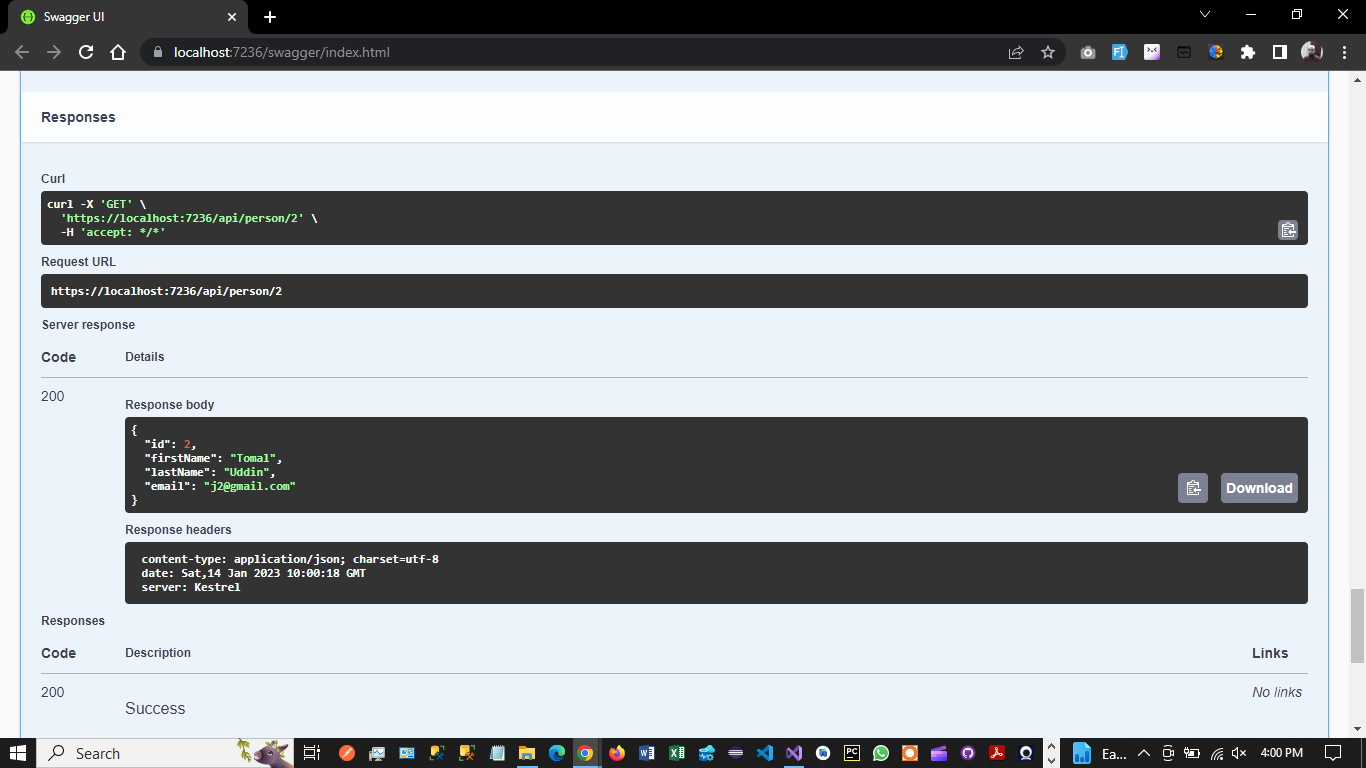 Swagger UI
localhost:7236/swagger/index.html
Responses
Curl
curl -X 'GET' \
'https://localhost:7236/api/person/2' \
-H 'accept: */*'
Request URL
https://localhost:7236/api/person/2
Server response
Code Details
200
Response body
{
"id": 2,
"firstName": "Tomal",
"lastName": "Uddin",
"email": "j2@gmail.com"
}
Download
Response headers
content-type: application/json; charset=utf-8
date: Sat,14 Jan 2023 10:00:18 GMT
server: Kestrel
Responses
Code Description Links
200 No links
Success
Search Ea... 4:00 PM